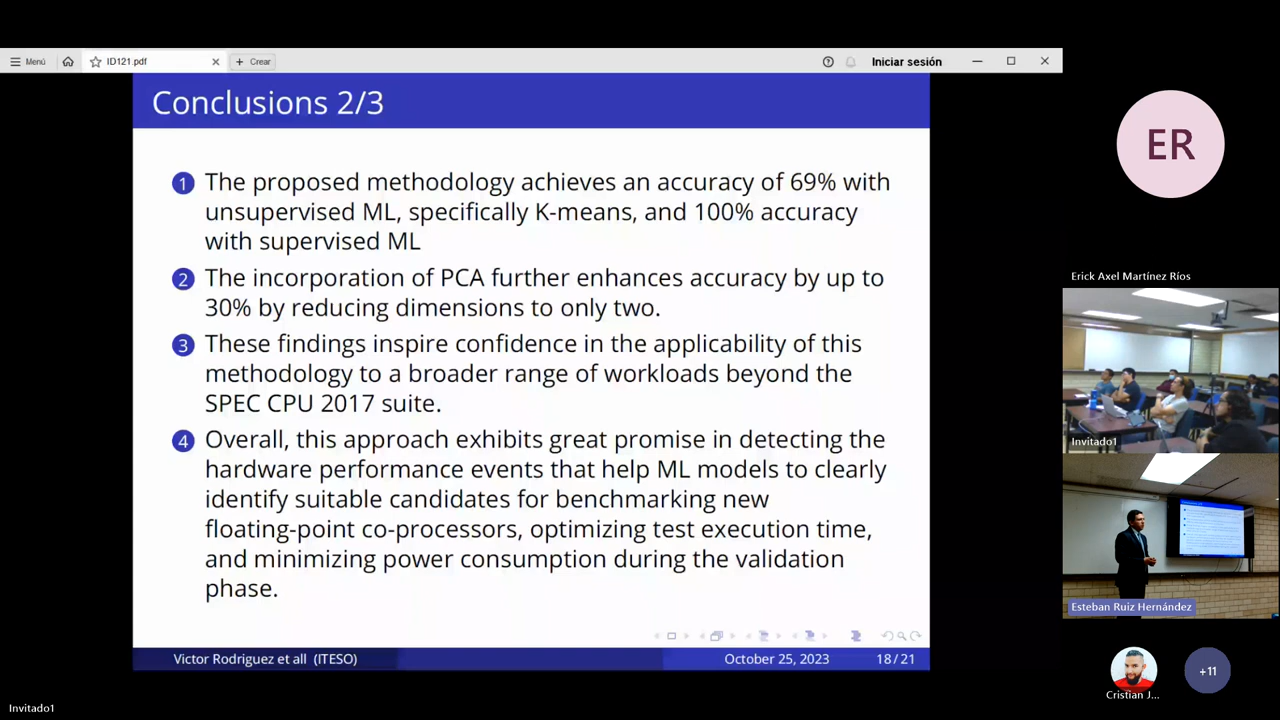 Menú
ID121.pdf
Crear
Iniciar sesión
Conclusions 2/3
1 The proposed methodology achieves an accuracy of 69% with
unsupervised ML, specifically K-means, and 100% accuracy
with supervised ML
2 The incorporation of PCA further enhances accuracy by up to
30% by reducing dimensions to only two.
3 These findings inspire confidence in the applicability of this
methodology to a broader range of workloads beyond the
SPEC CPU 2017 suite.
4 Overall, this approach exhibits great promise in detecting the
hardware performance events that help ML models to clearly
identify suitable candidates for benchmarking new
floating-point co-processors, optimizing test execution time,
and minimizing power consumption during the validation
phase.
Victor Rodriguez et all (ITESO)
October 25, 2023
18/21
ER
Erick Axel Martínez Ríos
Invitado1
Esteban Ruiz Hernández
Cristian J...
+11
Invitado1